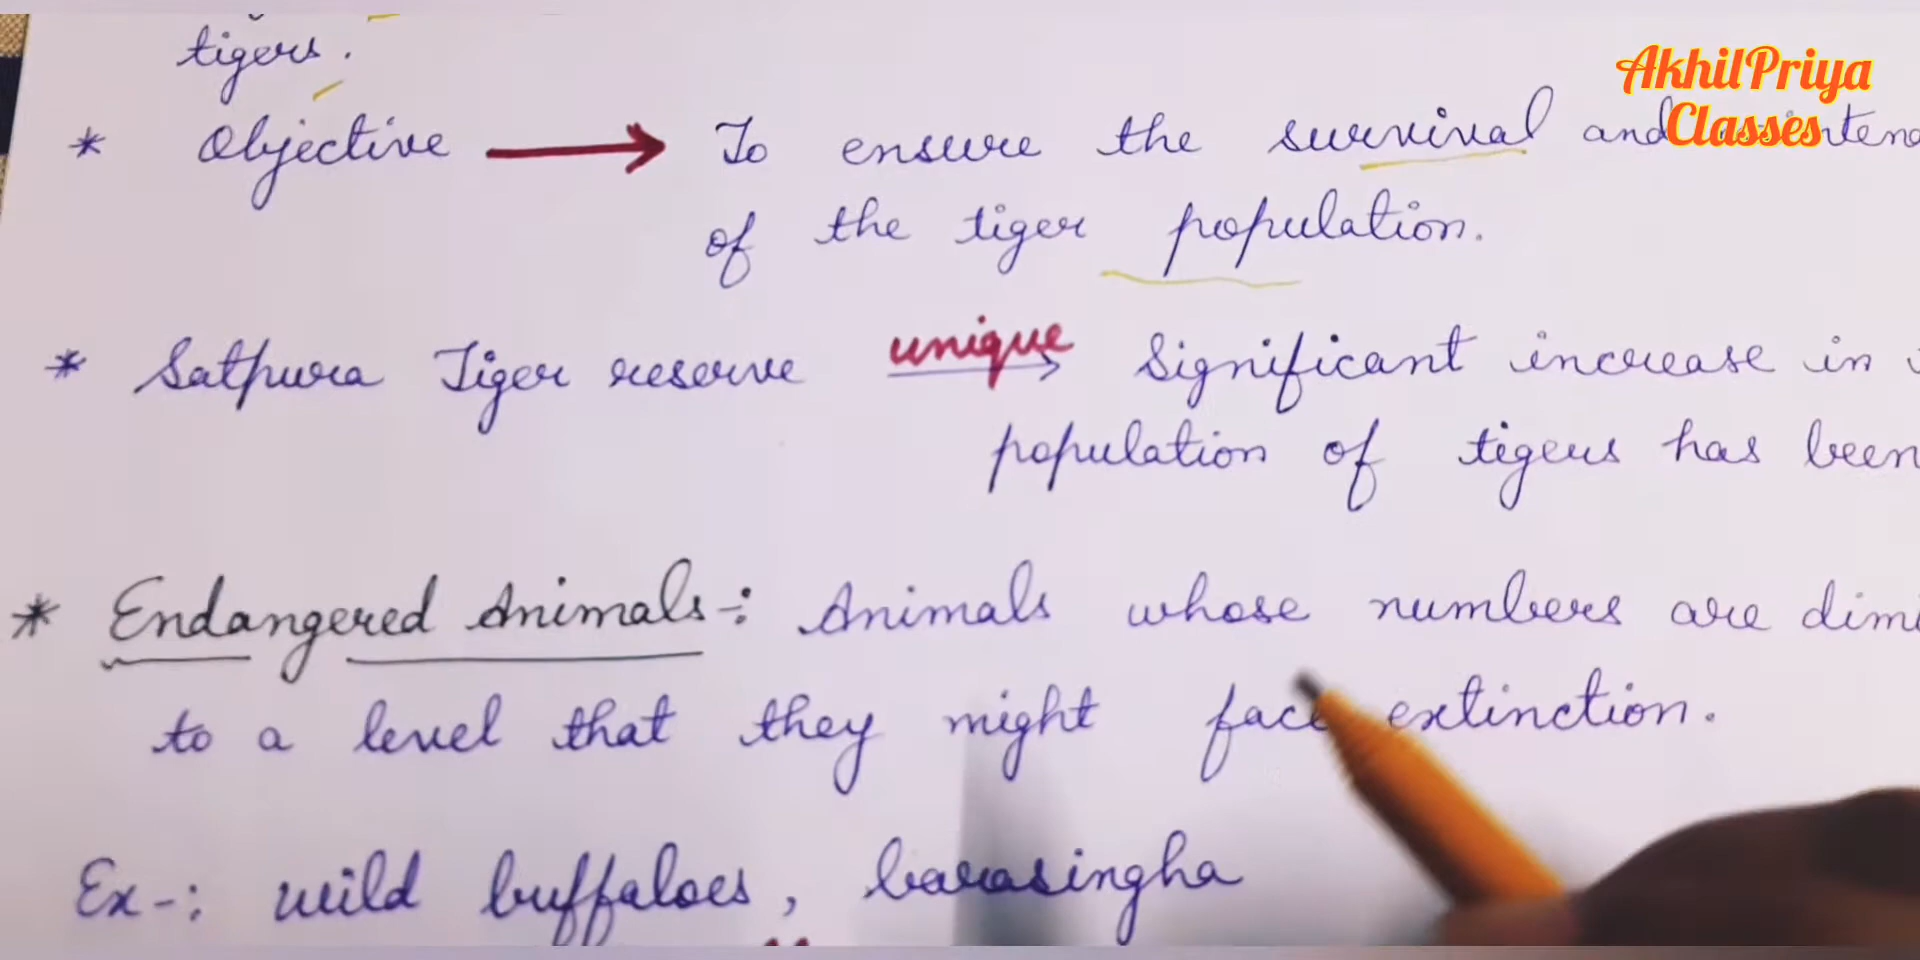 tigers.
AkhilPriya
Classes
* Objective → To ensure the survival and
of the tiger population.
* Satpura Tiger reserve unique → Significant increase in
population of tigers has been
* Endangered Animals -: Animals whose numbers are
to a level that they might face extinction.
Ex-: wild buffaloes, barasingha